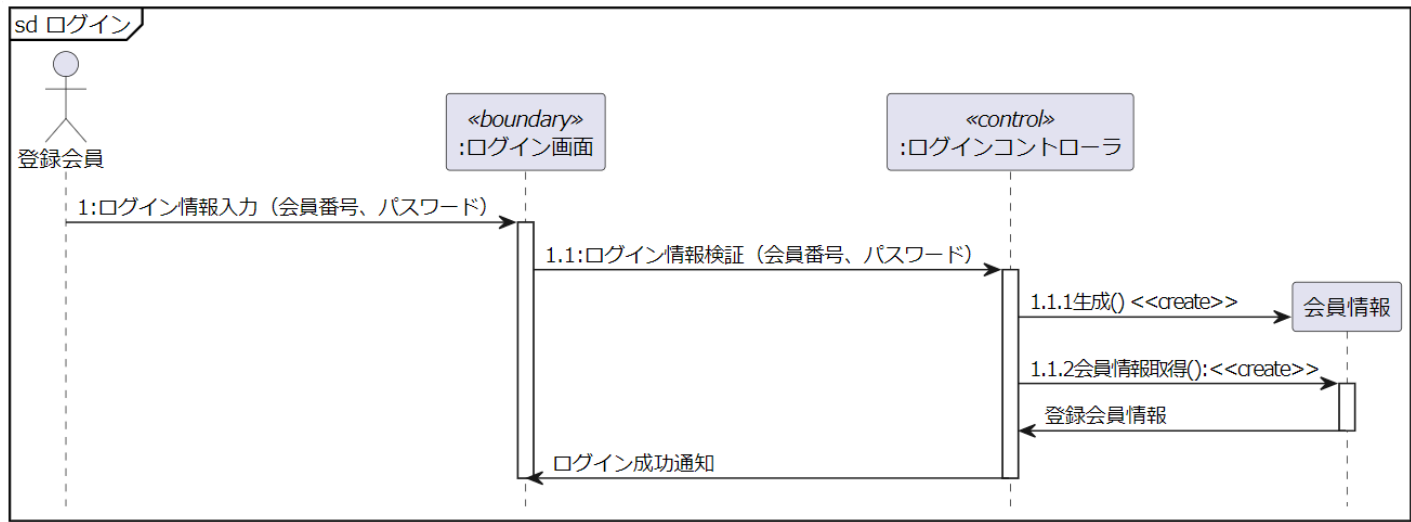 sd ログイン
登録会員
«boundary»
:ログイン画面
«control»
:ログインコントローラ
1:ログイン情報入力（会員番号、パスワード）
1.1:ログイン情報検証（会員番号、パスワード）
1.1.1生成() <<create>>
会員情報
1.1.2会員情報取得():<<create>>
登録会員情報
ログイン成功通知